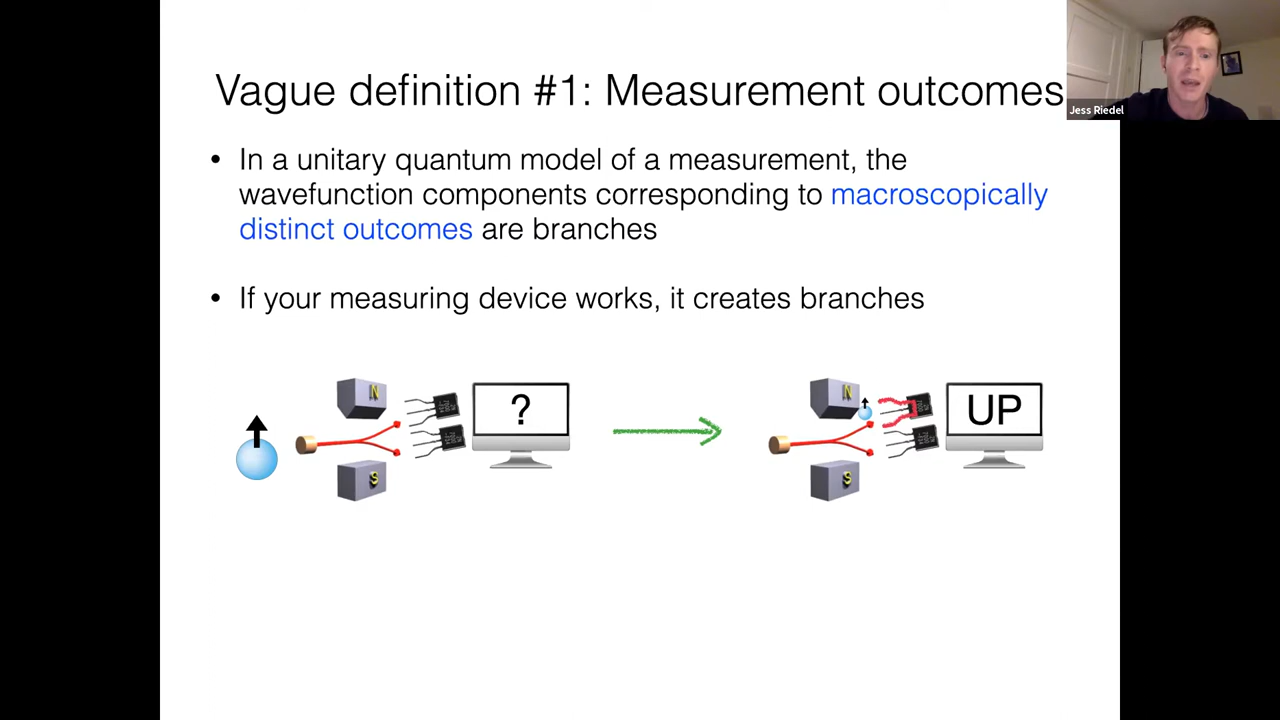 Vague definition #1: Measurement outcomes
Jess Riedel
• In a unitary quantum model of a measurement, the
wavefunction components corresponding to macroscopically
distinct outcomes are branches
• If your measuring device works, it creates branches
N
?
S
N
UP
S